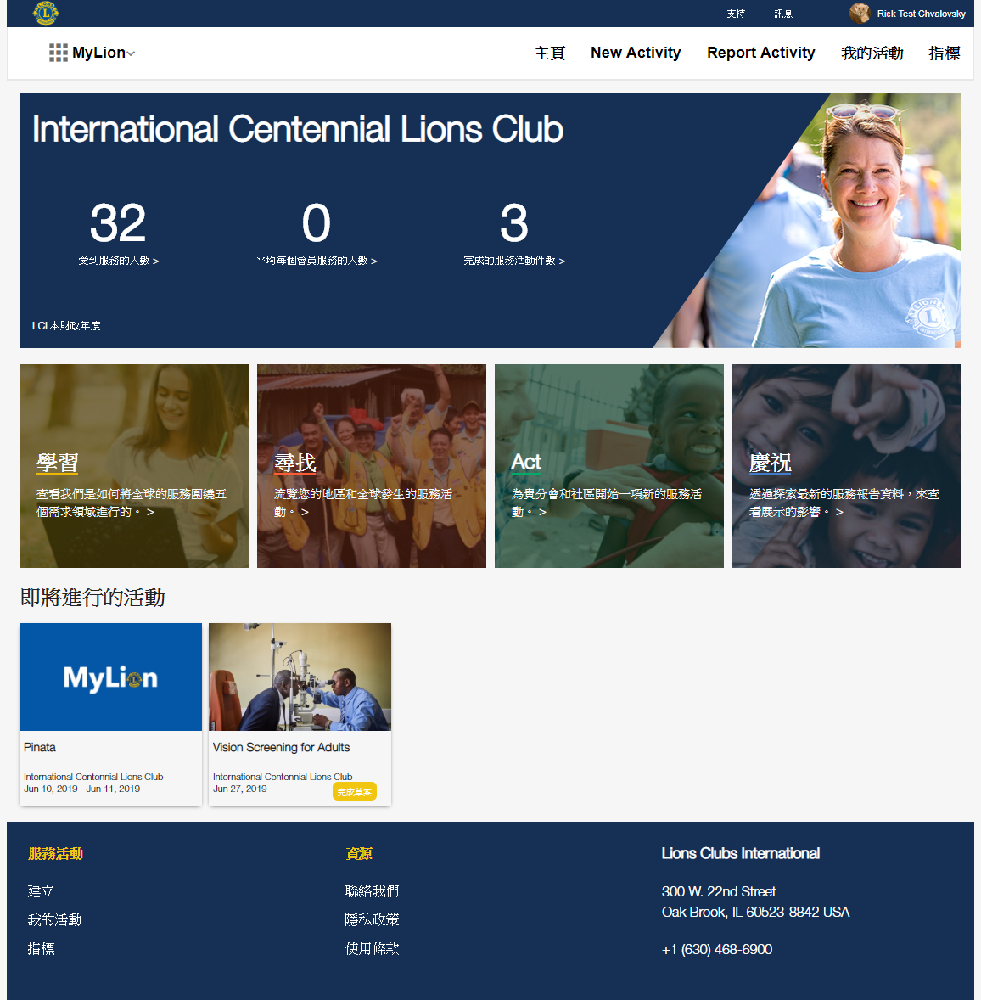 支持
訊息
Rick Test Chvalovsky
MyLion
主頁
New Activity
Report Activity
我的活動
指標
International Centennial Lions Club
32
受到服務的人數 >
0
平均每個會員服務的人數 >
3
完成的服務活動件數 >
LCI 本財政年度
學習
查看我們是如何將全球的服務圍繞五
個需求領域進行的。 >
尋找
流覽您的地區和全球發生的服務活
動。 >
Act
為貴分會和社區開始一項新的服務活
動。 >
慶祝
透過探索最新的服務報告資料，來查
看展示的影響。 >
即將進行的活動
MyLion
Pinata
International Centennial Lions Club
Jun 10, 2019 - Jun 11, 2019
Vision Screening for Adults
International Centennial Lions Club
Jun 27, 2019
完成草案
服務活動
建立
我的活動
指標
資源
聯絡我們
隱私政策
使用條款
Lions Clubs International
300 W. 22nd Street
Oak Brook, IL 60523-8842 USA
+1 (630) 468-6900